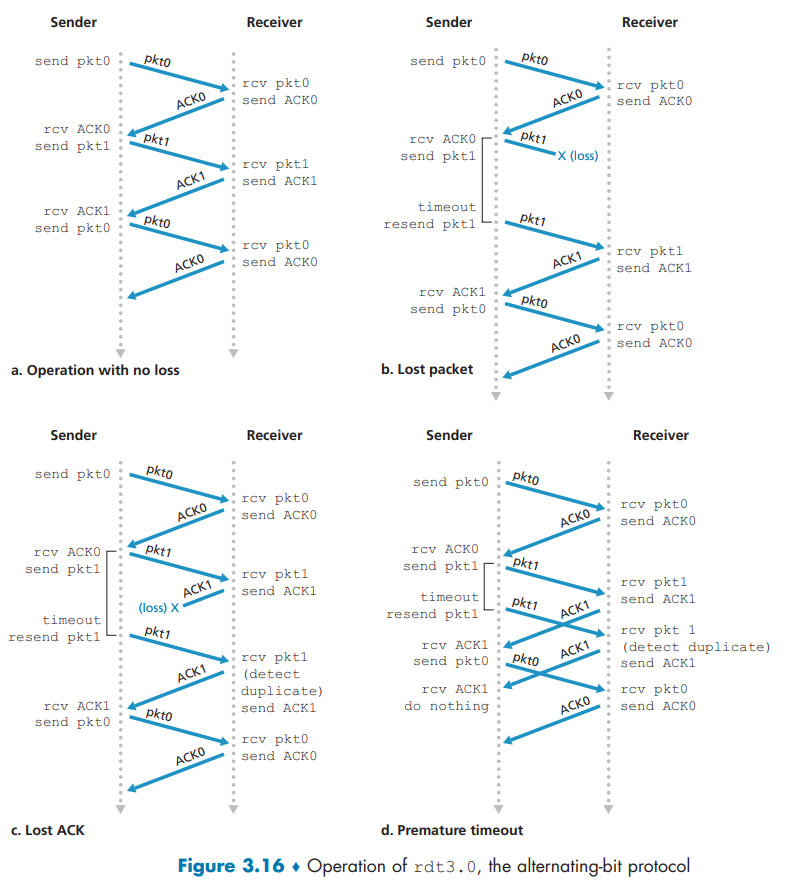 Sender Receiver
send pkt0
pkt0
rcv pkt0
send ACK0
ACK0
rcv ACK0
send pkt1
pkt1
rcv pkt1
send ACK1
ACK1
rcv ACK1
send pkt0
pkt0
rcv pkt0
send ACK0
ACK0
a. Operation with no loss
Sender Receiver
send pkt0
pkt0
rcv pkt0
send ACK0
ACK0
rcv ACK0
send pkt1
pkt1
X (loss)
timeout
resend pkt1
pkt1
rcv pkt1
send ACK1
ACK1
rcv ACK1
send pkt0
pkt0
rcv pkt0
send ACK0
ACK0
b. Lost packet
Sender Receiver
send pkt0
pkt0
rcv pkt0
send ACK0
ACK0
rcv ACK0
send pkt1
pkt1
rcv pkt1
send ACK1
ACK1
(loss) X
timeout
resend pkt1
pkt1
rcv pkt1
(detect
duplicate)
send ACK1
ACK1
rcv ACK1
send pkt0
pkt0
rcv pkt0
send ACK0
ACK0
c. Lost ACK
Sender Receiver
send pkt0
pkt0
rcv pkt0
send ACK0
ACK0
rcv ACK0
send pkt1
pkt1
rcv pkt1
send ACK1
timeout
resend pkt1
pkt1
ACK1
rcv pkt 1
(detect duplicate)
send ACK1
rcv ACK1
send pkt0
pkt0
ACK1
rcv ACK1
do nothing
rcv pkt0
send ACK0
ACK0
d. Premature timeout
Figure 3.16 ♦ Operation of rdt3.0, the alternating-bit protocol